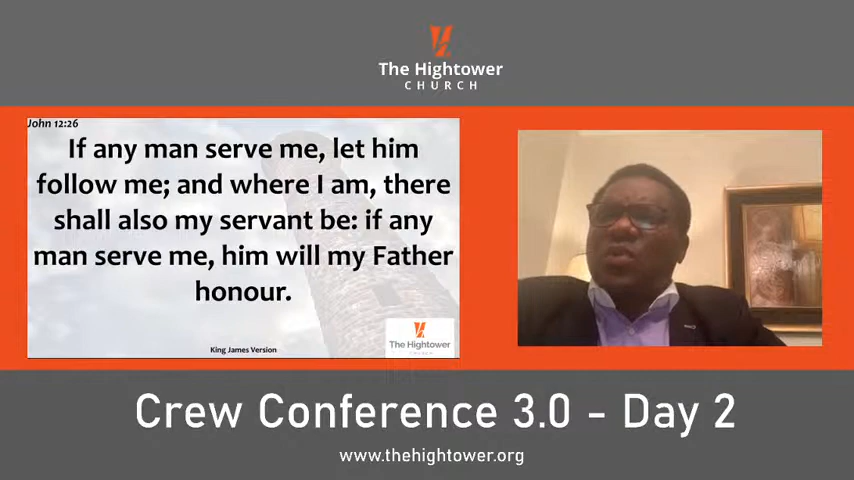 The Hightower
CHURCH
John 12:26
If any man serve me, let him
follow me; and where I am, there
shall also my servant be: if any
man serve me, him will my Father
honour.
King James Version
The Hightower
CHURCH
Crew Conference 3.0 - Day 2
www.thehightower.org